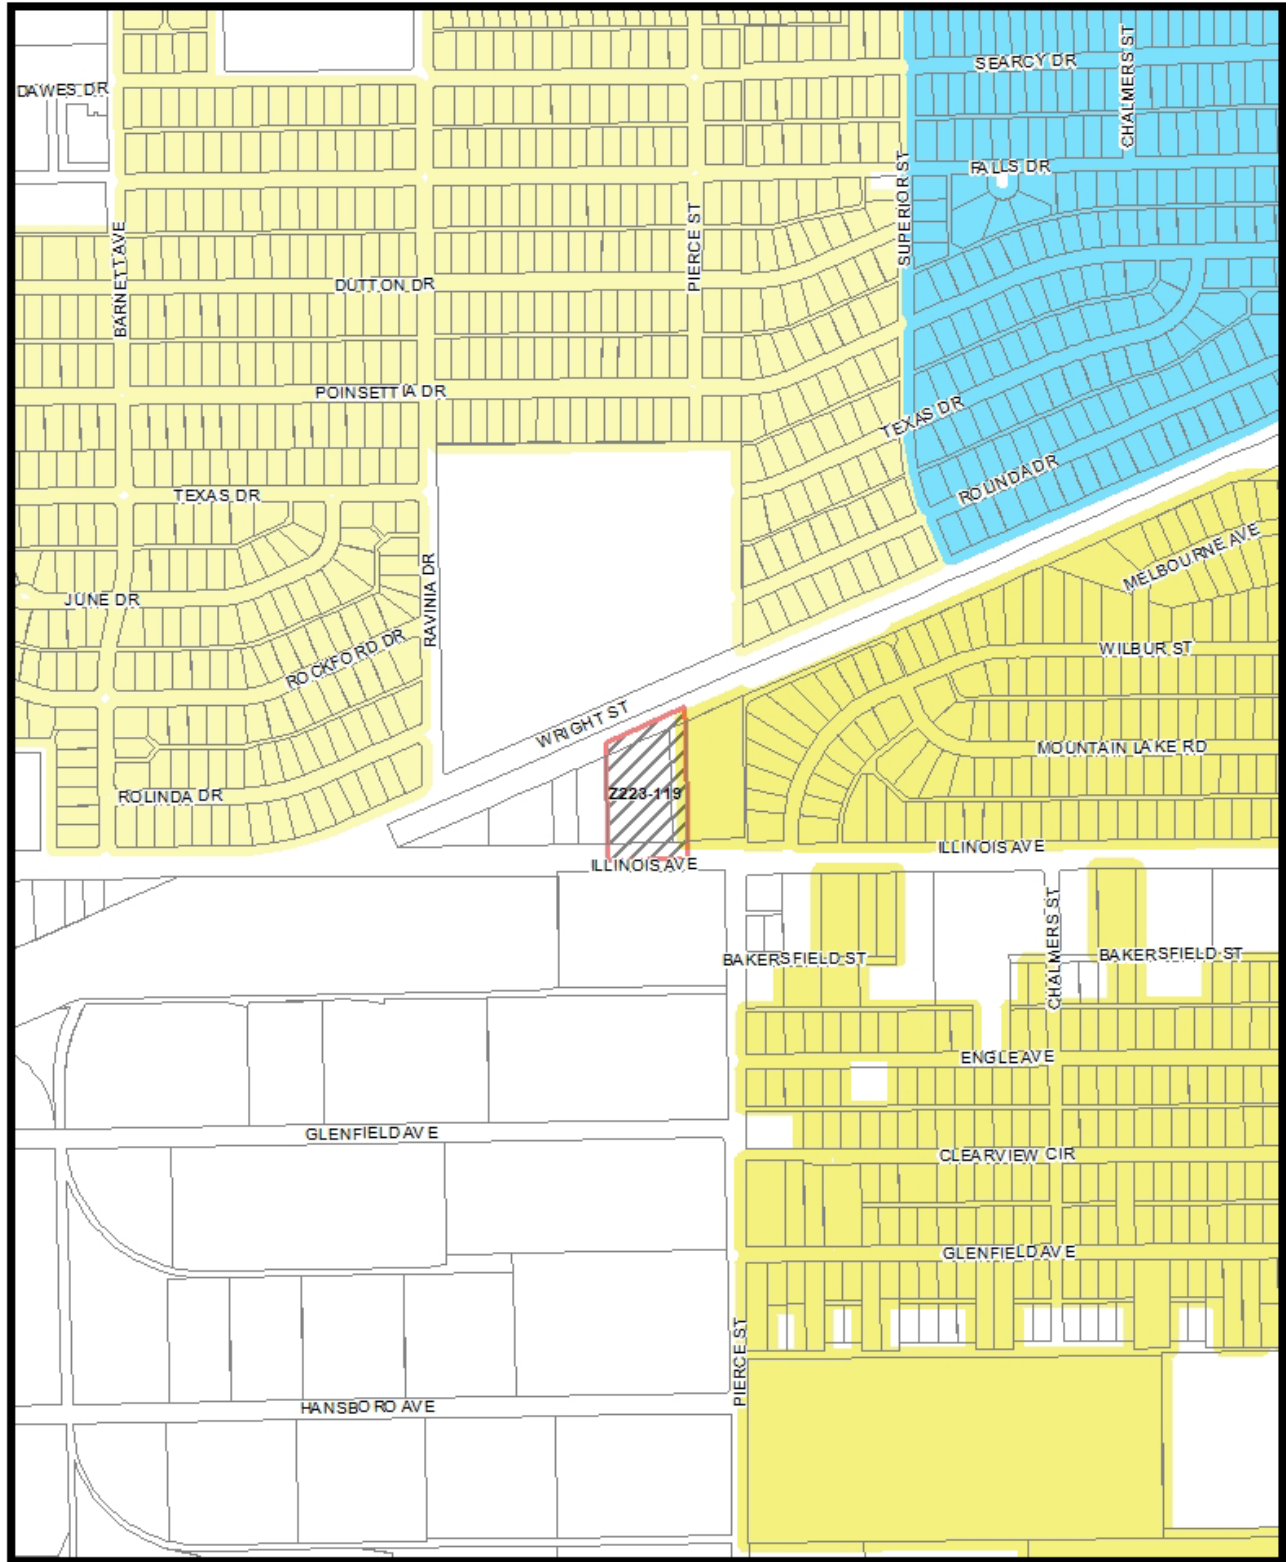 SEARCY DR
CHALMERS ST
DAWES DR
FALLS DR
SUPERIOR ST
PIERCE ST
BARNETT AVE
DUTTON DR
POINSETTIA DR
TEXAS DR
ROLINDA DR
TEXAS DR
MELBOURNE AVE
RAVINIA DR
JUNE DR
ROCKFORD DR
WILBUR ST
WRIGHT ST
MOUNTAIN LAKE RD
Z223-119
ROLINDA DR
ILLINOIS AVE
ILLINOIS AVE
CHALMERS ST
BAKERSFIELD ST
BAKERSFIELD ST
ENGLE AVE
GLENFIELD AVE
CLEARVIEW CIR
GLENFIELD AVE
PIERCE ST
HANSBORO AVE